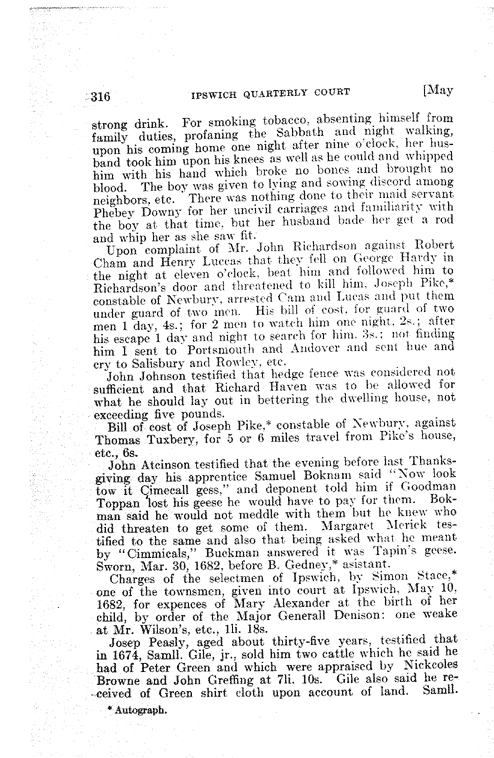 316 IPSWICH QUARTERLY COURT [May
strong drink. For smoking tobacco, absenting himself from
family duties, profaning the Sabbath and night walking,
upon his coming home one night after nine o'clock, her hus-
band took him upon his knees as well as he could and whipped
him with his hand which broke no bones and brought no
blood. The boy was given to lying and sowing discord among
neighbors, etc. There was nothing done to their maid servant
Phebey Downy for her uncivil carriages and familiarity with
the boy at that time, but her husband bade her get a rod
and whip her as she saw fit.
Upon complaint of Mr. John Richardson against Robert
Cham and Henry Luccas that they fell on George Hardy in
the night at eleven o'clock, beat him and followed him to
Richardson's door and threatened to kill him, Joseph Pike,*
constable of Newbury, arrested Cam and Lucas and put them
under guard of two men. His bill of cost, for guard of two
men 1 day, 4s.; for 2 men to watch him one night, 2s.; after
his escape 1 day and night to search for him, 3s.; not finding
him I sent to Portsmouth and Andover and sent hue and
cry to Salisbury and Rowley, etc.
John Johnson testified that hedge fence was considered not
sufficient and that Richard Haven was to be allowed for
what he should lay out in bettering the dwelling house, not
exceeding five pounds.
Bill of cost of Joseph Pike,* constable of Newbury, against
Thomas Tuxbery, for 5 or 6 miles travel from Pike's house,
etc., 6s.
John Atcinson testified that the evening before last Thanks-
giving day his apprentice Samuel Boknam said "Now look
tow it Cimecall gess," and deponent told him if Goodman
Toppan lost his geese he would have to pay for them. Bok-
man said he would not meddle with them but he knew who
did threaten to get some of them. Margaret Merick tes-
tified to the same and also that being asked what he meant
by "Cimmicals," Buckman answered it was Tapin's geese.
Sworn, Mar. 30, 1682, before B. Gedney,* asistant.
Charges of the selectmen of Ipswich, by Simon Stace,*
one of the townsmen, given into court at Ipswich, May 10,
1682, for expences of Mary Alexander at the birth of her
child, by order of the Major Generall Denison: one weake
at Mr. Wilson's, etc., 1li. 18s.
Josep Peasly, aged about thirty-five years, testified that
in 1674, Samll. Gile, jr., sold him two cattle which he said he
had of Peter Green and which were appraised by Nickcoles
Browne and John Greffing at 7li. 10s. Gile also said he re-
ceived of Green shirt cloth upon account of land. Samll.
* Autograph.